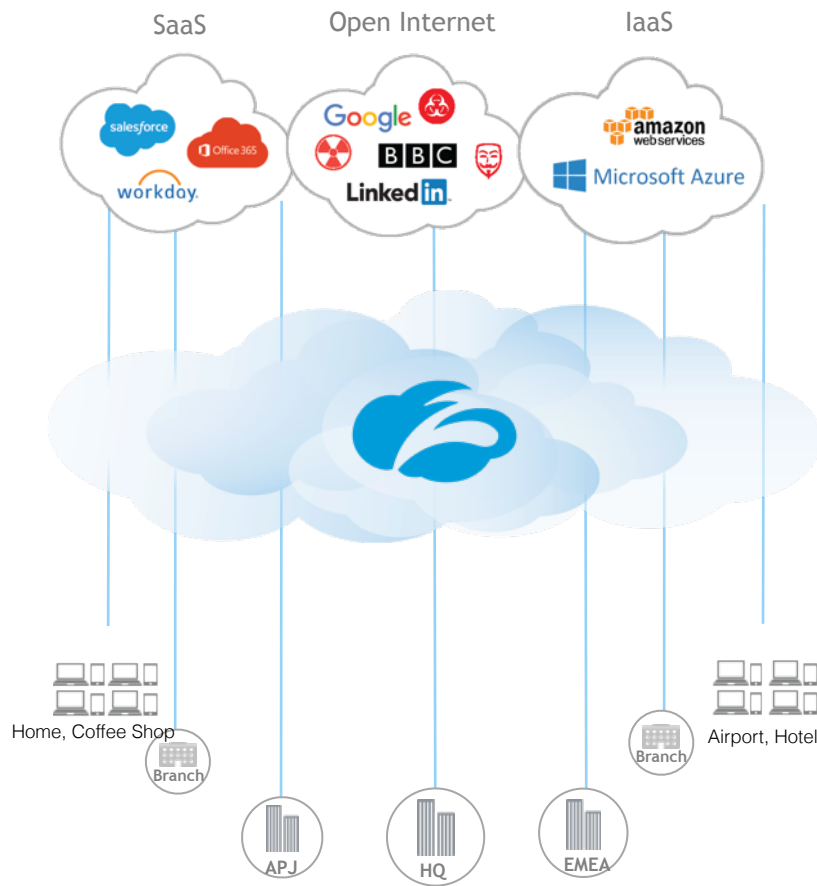 SaaS
Open Internet
IaaS
salesforce
Office 365
workday.
Google
BBC
LinkedIn
amazon
web services
Microsoft Azure
Home, Coffee Shop
Airport, Hotel
Branch
Branch
APJ
HQ
EMEA